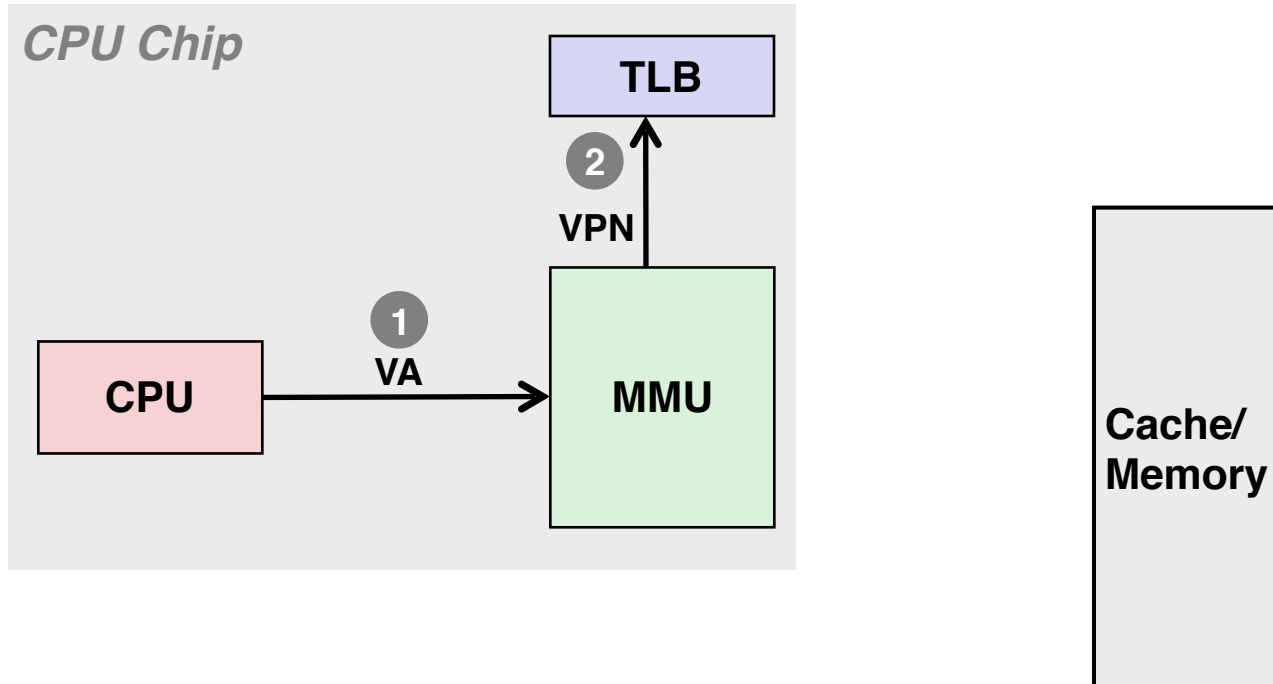 CPU Chip
TLB
2
VPN
1
VA
CPU
MMU
Cache/
Memory